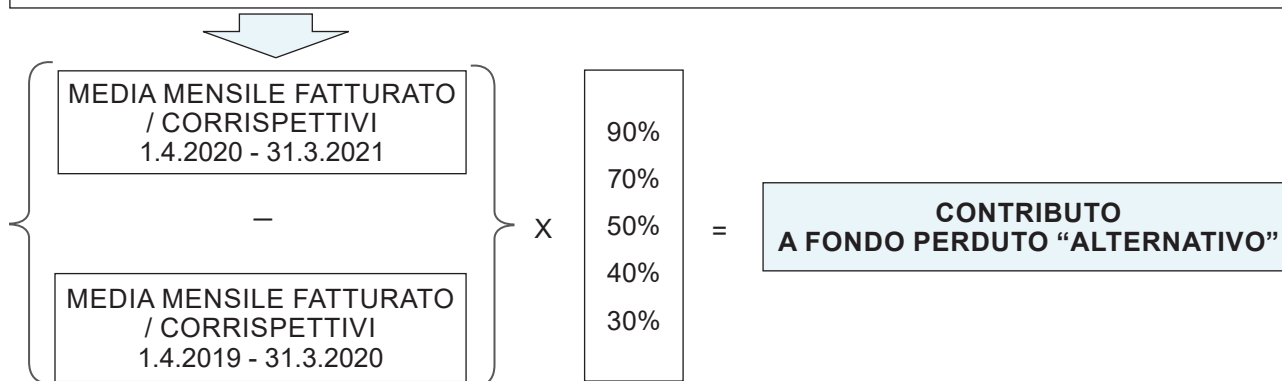 MEDIA MENSILE FATTURATO
/ CORRISPETTIVI
1.4.2020 - 31.3.2021
–
MEDIA MENSILE FATTURATO
/ CORRISPETTIVI
1.4.2019 - 31.3.2020
X
90%
70%
50%
40%
30%
=
CONTRIBUTO
A FONDO PERDUTO “ALTERNATIVO”